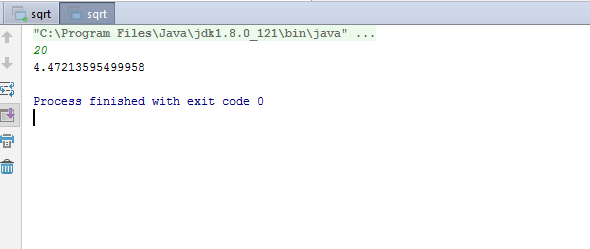 sqrt sqrt
"C:\Program Files\Java\jdk1.8.0_121\bin\java" ...
20
4.47213595499958
Process finished with exit code 0